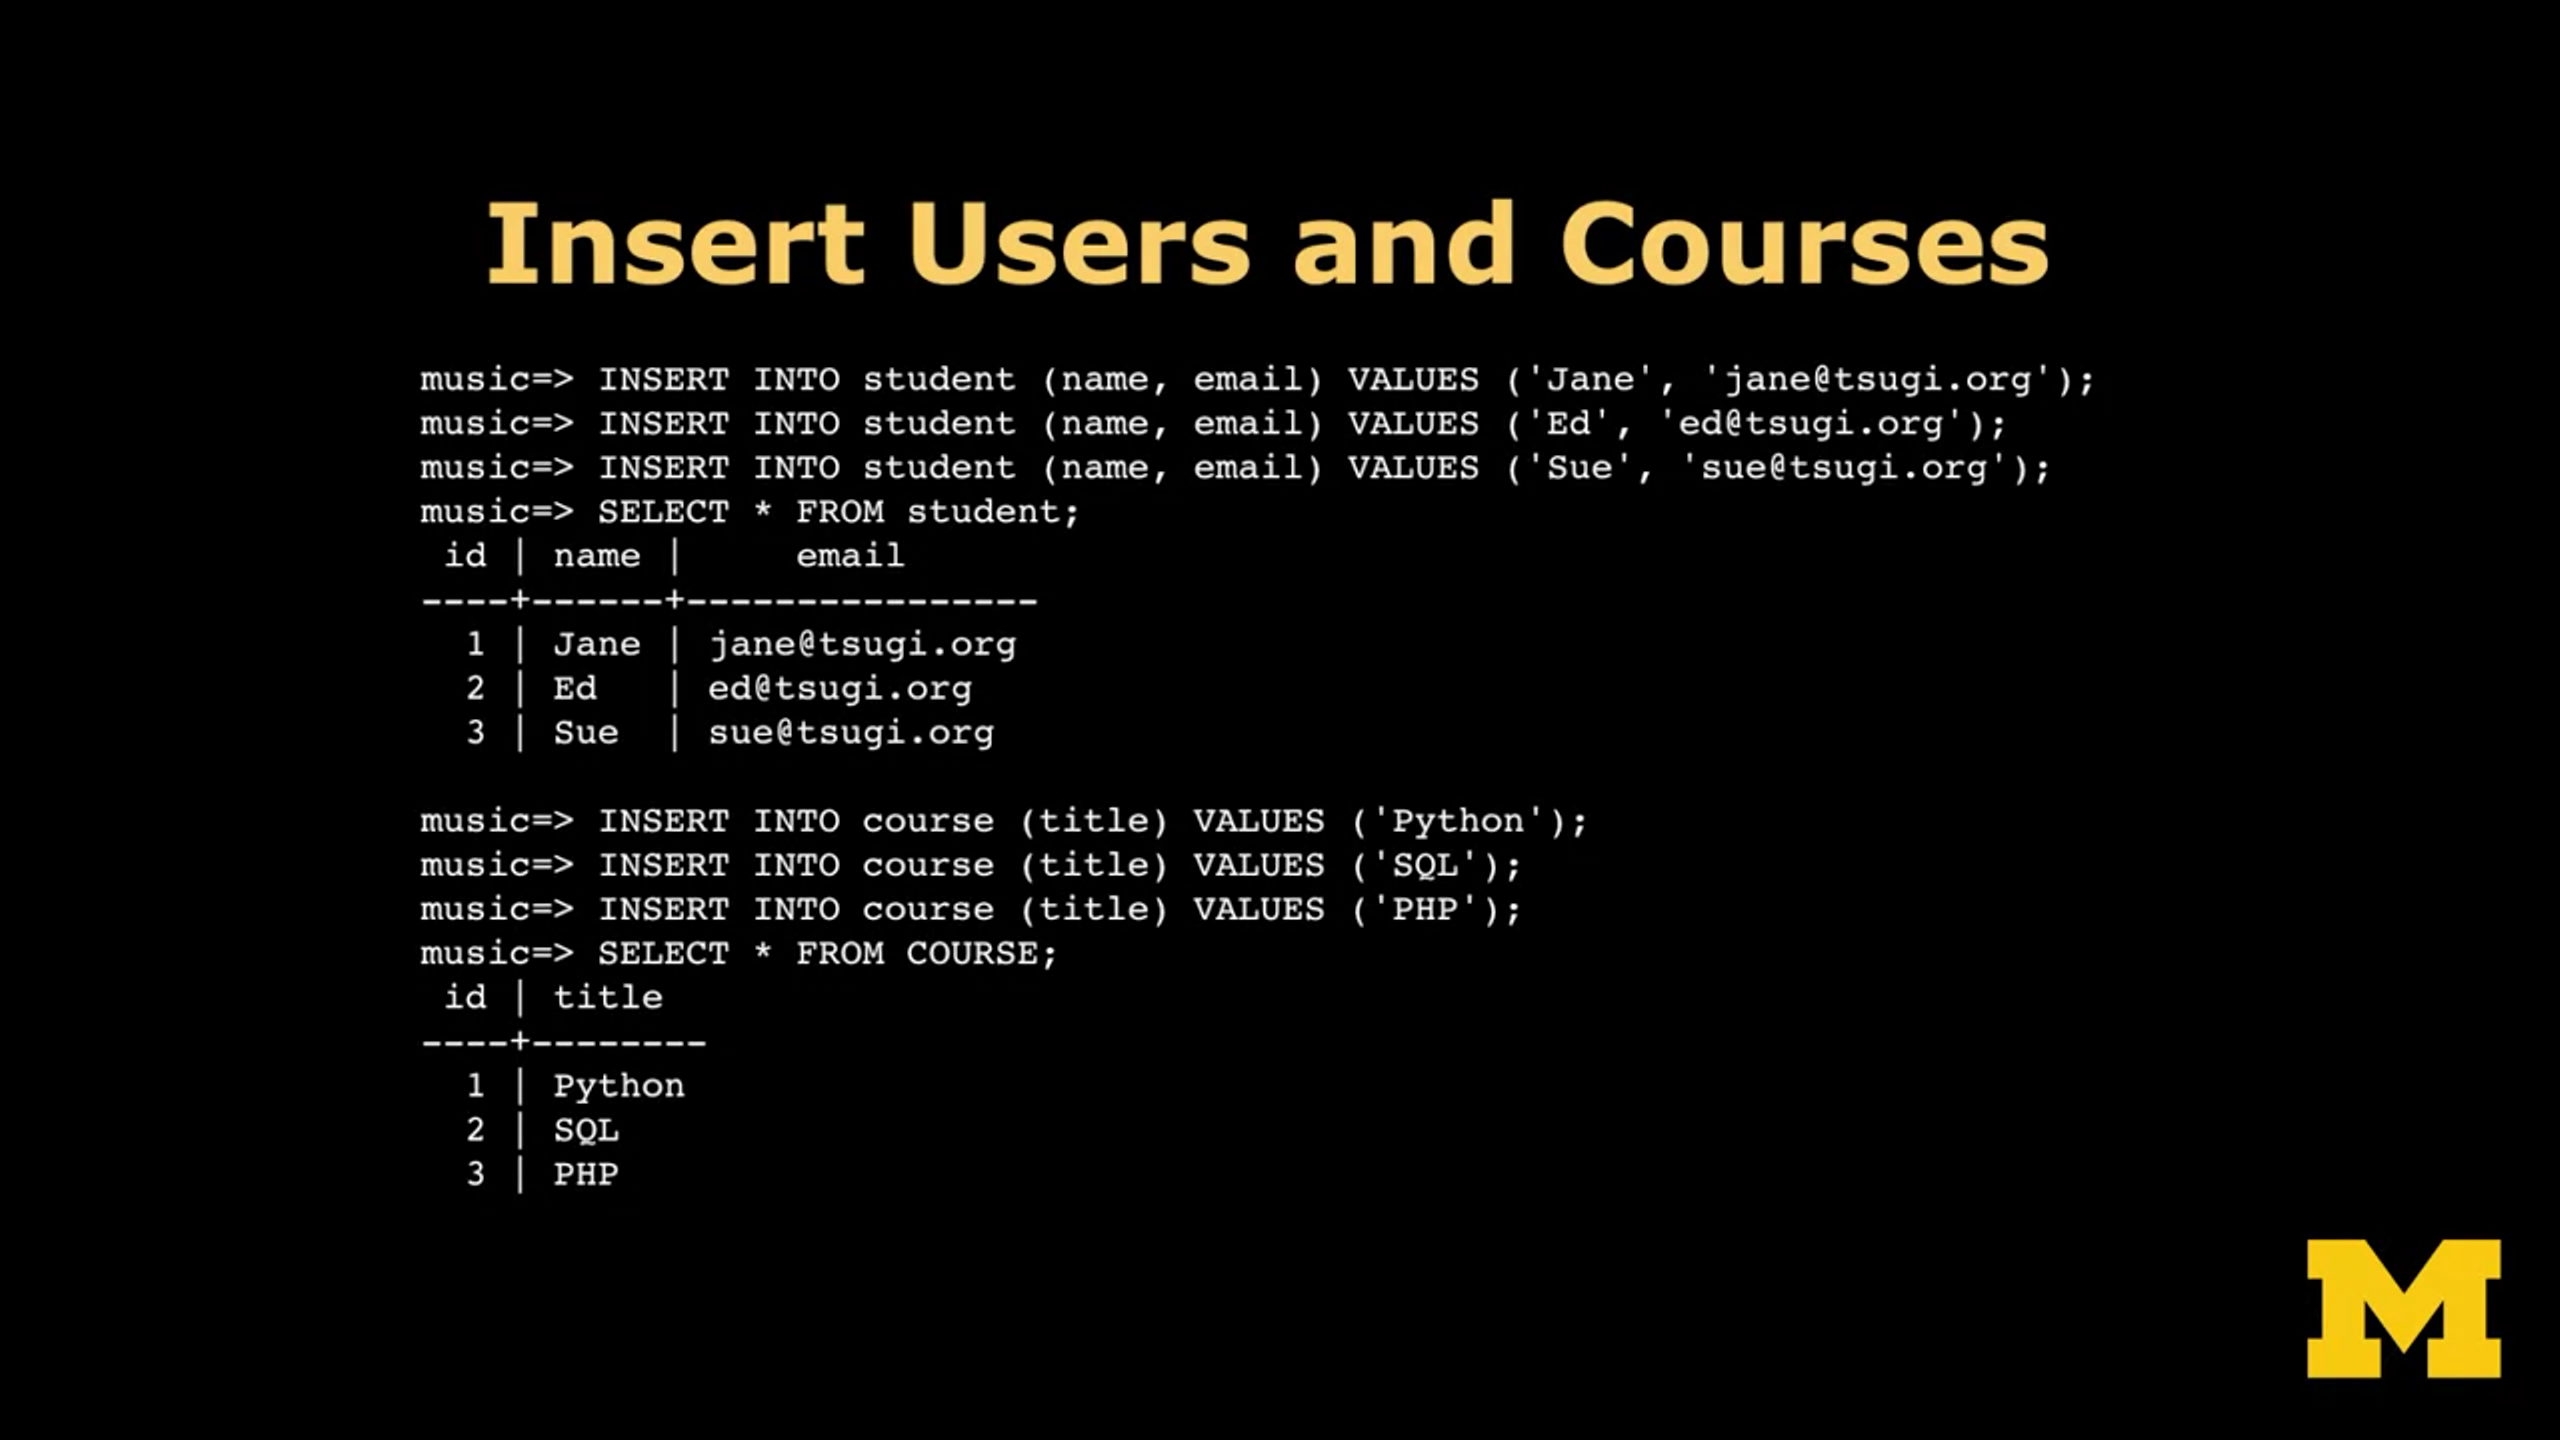 Insert Users and Courses
music=> INSERT INTO student (name, email) VALUES ('Jane', 'jane@tsugi.org');
music=> INSERT INTO student (name, email) VALUES ('Ed', 'ed@tsugi.org');
music=> INSERT INTO student (name, email) VALUES ('Sue', 'sue@tsugi.org');
music=> SELECT * FROM student;
 id | name |     email
----+------+----------------
  1 | Jane | jane@tsugi.org
  2 | Ed   | ed@tsugi.org
  3 | Sue  | sue@tsugi.org
music=> INSERT INTO course (title) VALUES ('Python');
music=> INSERT INTO course (title) VALUES ('SQL');
music=> INSERT INTO course (title) VALUES ('PHP');
music=> SELECT * FROM COURSE;
 id | title
----+--------
  1 | Python
  2 | SQL
  3 | PHP
M